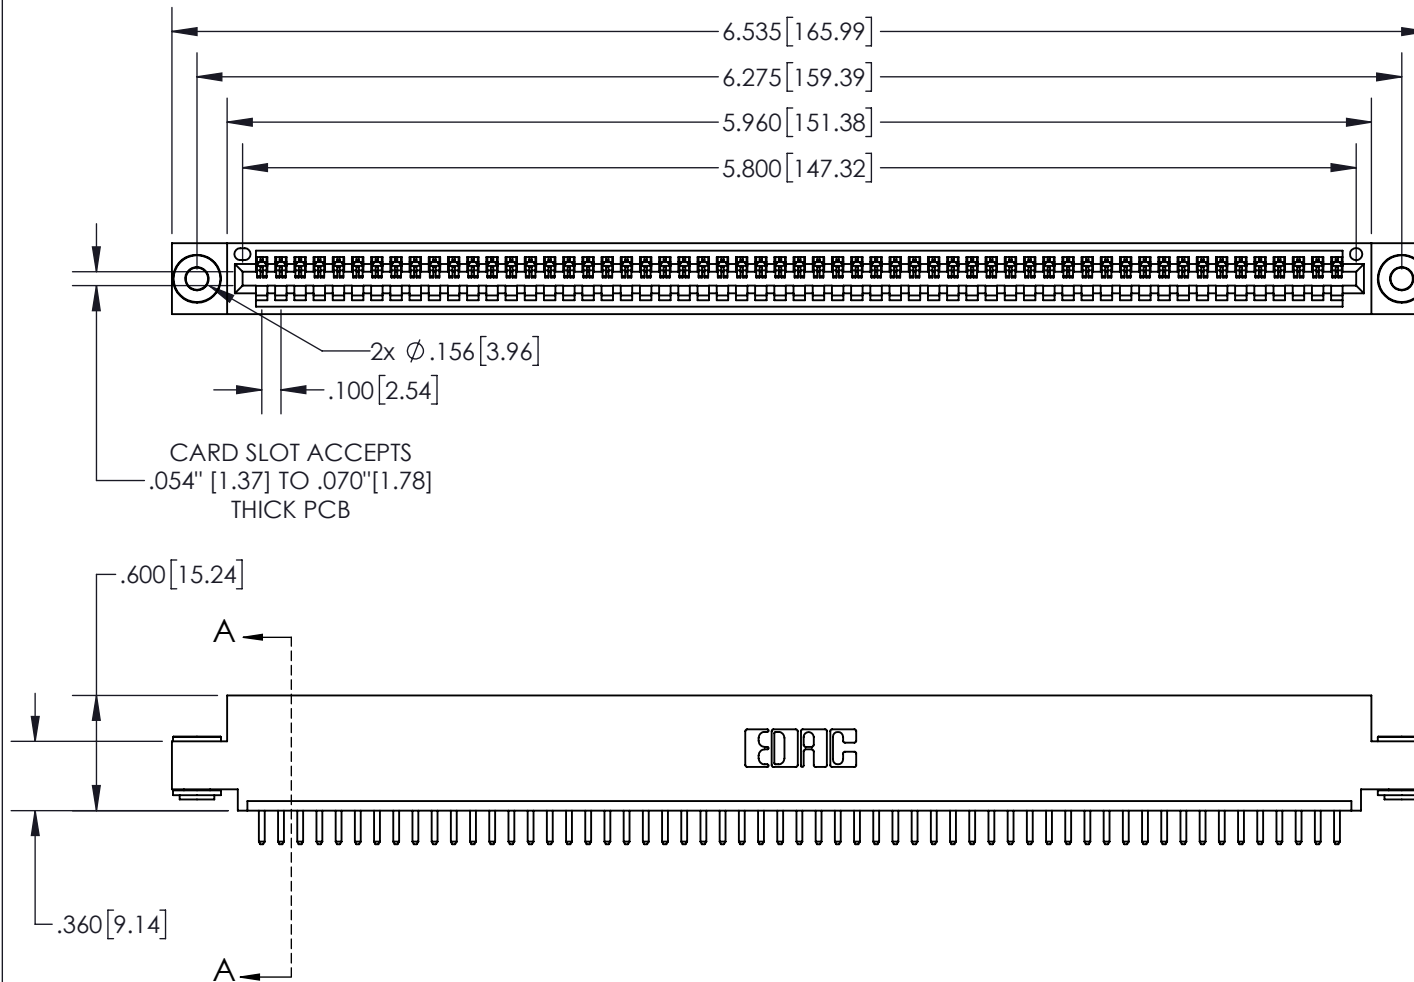 6.535[165.99]
6.275[159.39]
5.960[151.38]
5.800[147.32]
2x Ø.156[3.96]
.100[2.54]
CARD SLOT ACCEPTS
.054" [1.37] TO .070"[1.78]
THICK PCB
.600[15.24]
A
EDAC
.360[9.14]
A